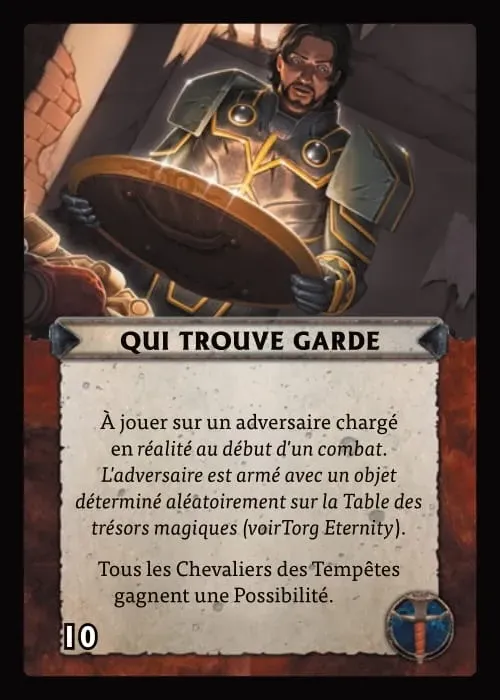 QUI TROUVE GARDE
À jouer sur un adversaire chargé
en réalité au début d'un combat.
L'adversaire est armé avec un objet
déterminé aléatoirement sur la Table des
trésors magiques (voirTorg Eternity).
Tous les Chevaliers des Tempêtes
gagnent une Possibilité.
10